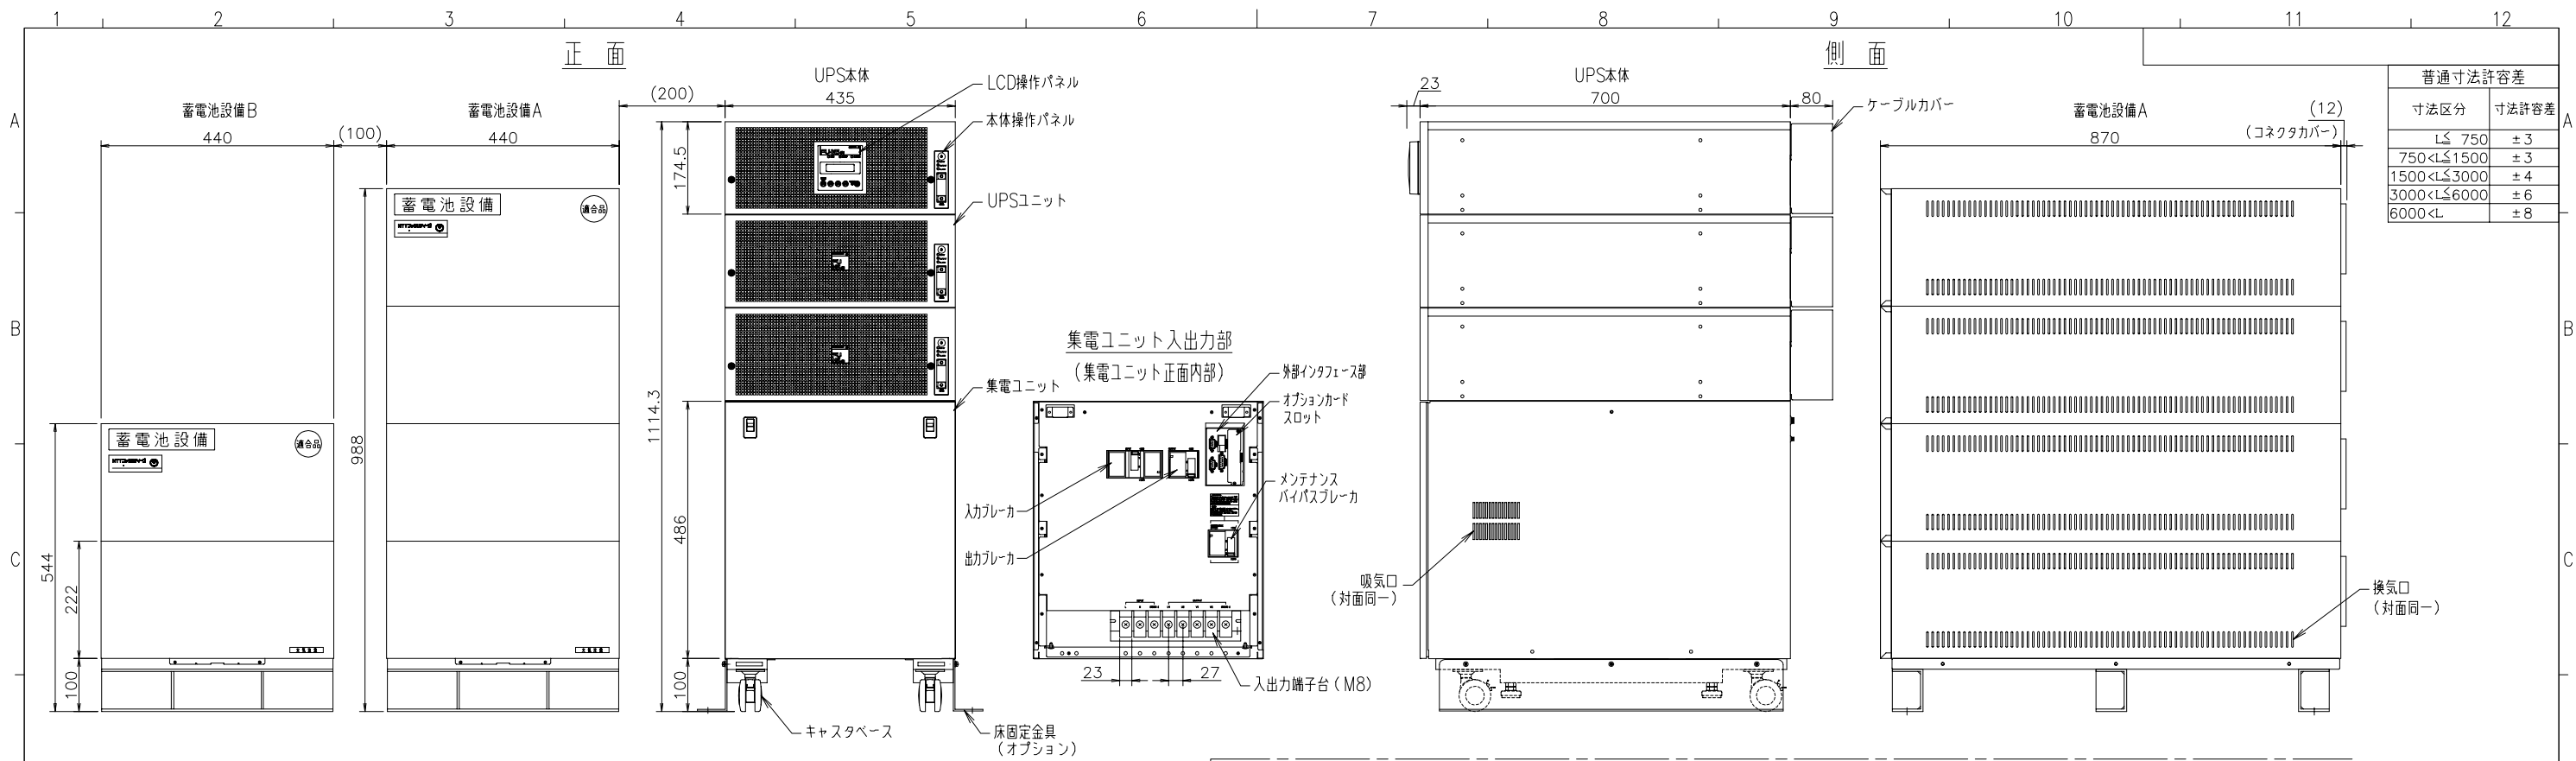 1 2 3 4 5 6 7 8 9 10 11 12
A
B
C
A
B
C
正 面
側 面
蓄電池設備B
440
(100)
蓄電池設備A
440
(200)
UPS本体
435
LCD操作パネル
本体操作パネル
174.5
UPSユニット
集電ユニット
1114.3
486
100
988
544
222
100
蓄電池設備
適合品
蓄電池設備
適合品
キャスタベース
床固定金具
(オプション)
集電ユニット入出力部
(集電ユニット正面内部)
外部インタフェース部
オプションカード
スロット
メンテナンス
バイパスブレーカ
入力ブレーカ
出力ブレーカ
23
27
入出力端子台(M8)
UPS本体
23
700
80
ケーブルカバー
吸気口
(対面同一)
蓄電池設備A
870
(12)
(コネクタカバー)
換気口
(対面同一)
普通寸法許容差
寸法区分 寸法許容差
L≦ 750 ±3
750<L≦1500 ±3
1500<L≦3000 ±4
3000<L≦6000 ±6
6000<L ±8